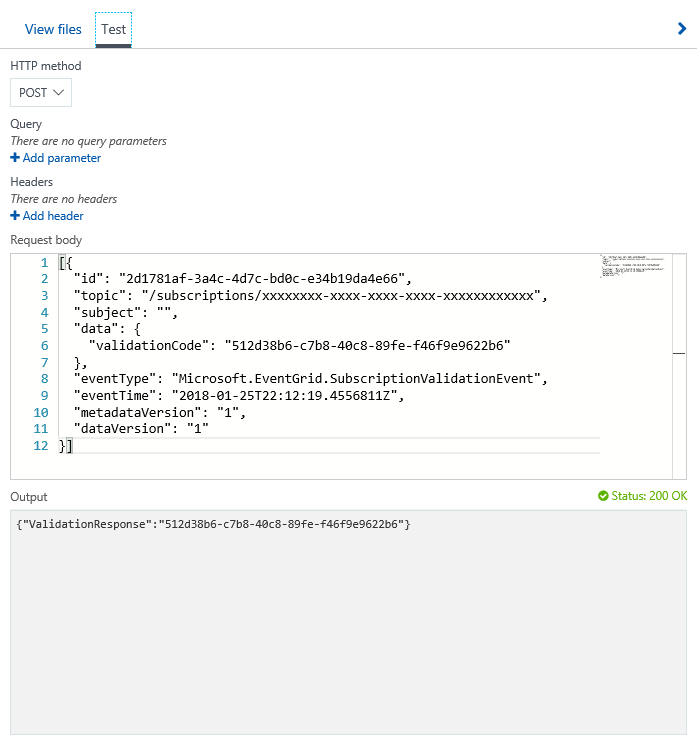 View files Test
HTTP method
POST
Query
There are no query parameters
Add parameter
Headers
There are no headers
Add header
Request body
1 [{
2 "id": "2d1781af-3a4c-4d7c-bd0c-e34b19da4e66",
3 "topic": "/subscriptions/xxxxxxxx-xxxx-xxxx-xxxx-xxxxxxxxxxxx",
4 "subject": "",
5 "data": {
6 "validationCode": "512d38b6-c7b8-40c8-89fe-f46f9e9622b6"
7 },
8 "eventType": "Microsoft.EventGrid.SubscriptionValidationEvent",
9 "eventTime": "2018-01-25T22:12:19.4556811Z",
10 "metadataVersion": "1",
11 "dataVersion": "1"
12 }]
Output Status: 200 OK
{"ValidationResponse":"512d38b6-c7b8-40c8-89fe-f46f9e9622b6"}